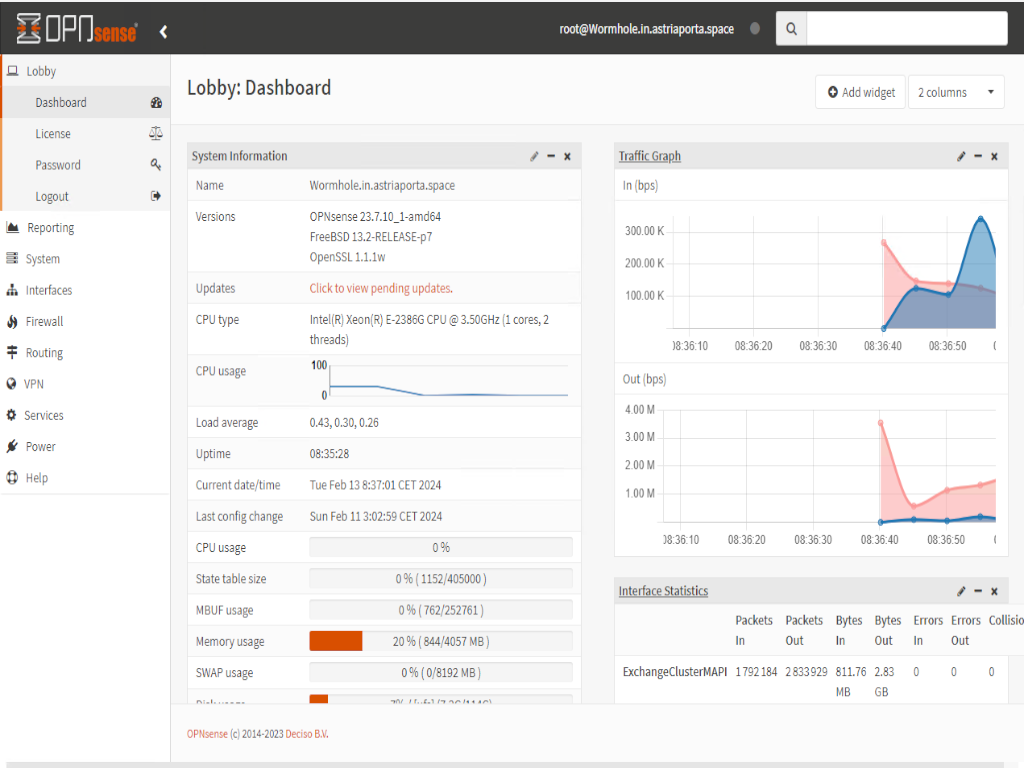 OPNsense
root@Wormhole.in.astriaporta.space
Lobby
Dashboard
License
Password
Logout
Reporting
System
Interfaces
Firewall
Routing
VPN
Services
Power
Help
Lobby: Dashboard
Add widget
2 columns
System Information
Name Wormhole.in.astriaporta.space
Versions OPNsense 23.7.10_1-amd64
FreeBSD 13.2-RELEASE-p7
OpenSSL 1.1.1w
Updates Click to view pending updates.
CPU type Intel(R) Xeon(R) E-2386G CPU @ 3.50GHz (1 cores, 2
threads)
CPU usage 100
0
Load average 0.43, 0.30, 0.26
Uptime 08:35:28
Current date/time Tue Feb 13 8:37:01 CET 2024
Last config change Sun Feb 11 3:02:59 CET 2024
CPU usage 0 %
State table size 0 % ( 1152/405000 )
MBUF usage 0 % ( 762/252761 )
Memory usage 20 % ( 844/4057 MB )
SWAP usage 0 % ( 0/8192 MB )
Traffic Graph
In (bps)
300.00 K
200.00 K
100.00 K
08:36:10 08:36:20 08:36:30 08:36:40 08:36:50
Out (bps)
4.00 M
3.00 M
2.00 M
1.00 M
08:36:10 08:36:20 08:36:30 08:36:40 08:36:50
Interface Statistics
Packets Packets Bytes Bytes Errors Errors Collisio
In Out In Out In Out
ExchangeClusterMAPI 1 792 184 2 833 929 811.76 2.83 0 0 0
MB GB
OPNsense (c) 2014-2023 Deciso B.V.